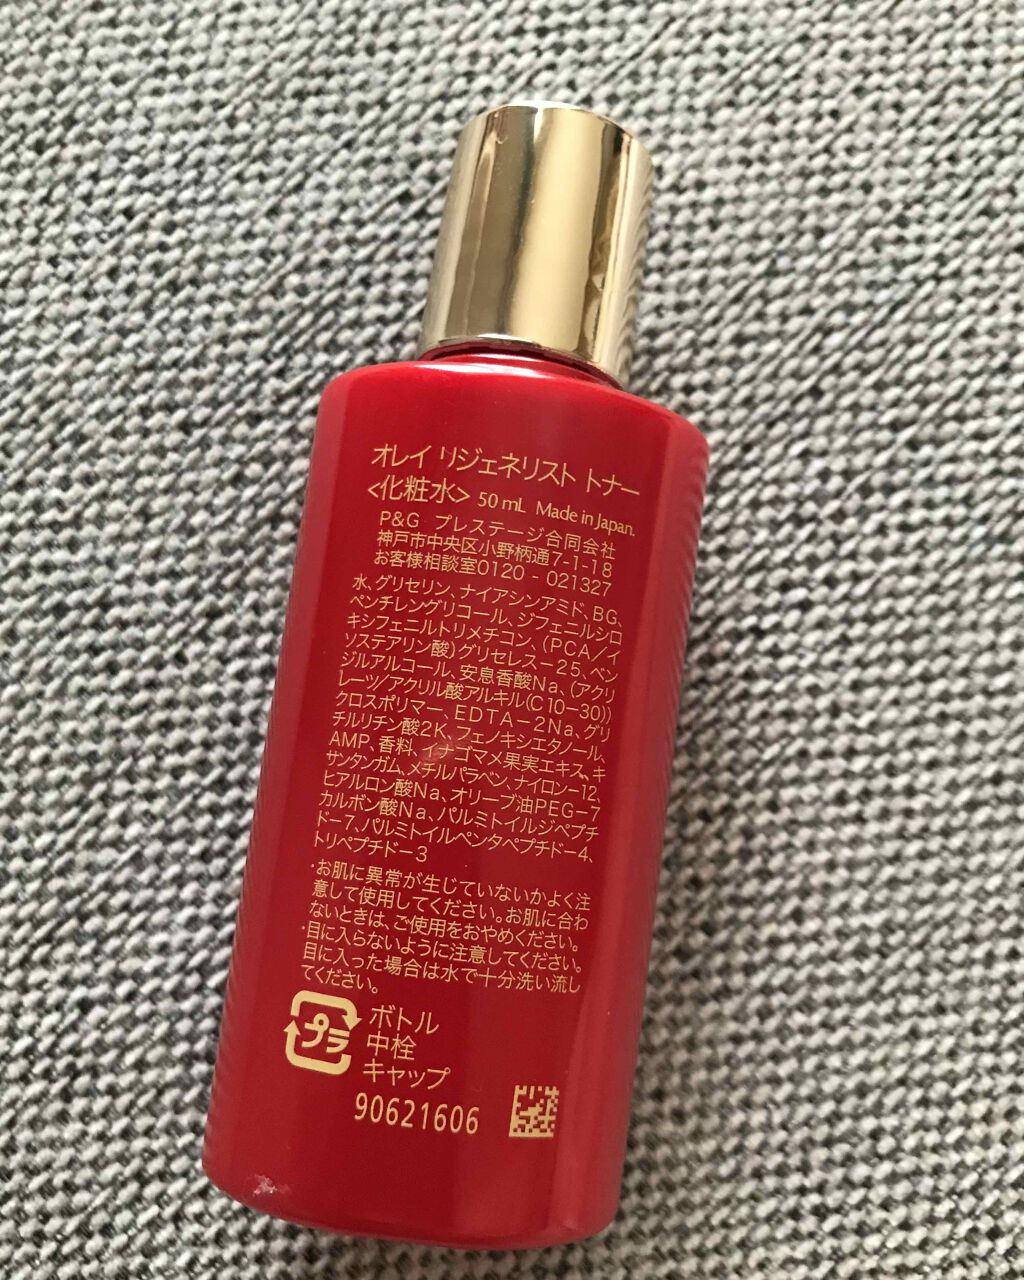 オレイ リジェネリスト トナー
<化粧水> 50 mL Made in Japan.
P&G プレステージ合同会社
神戸市中央区小野柄通7-1-18
お客様相談室0120-021327
水、グリセリン、ナイアシンアミド、BG、
ペンチレングリコール、ジフェニルシロ
キシフェニルトリメチコン、(PCA/イ
ソステアリン酸)グリセレス-25、ベン
ジルアルコール、安息香酸Na、(アクリ
レーツ/アクリル酸アルキル(C10-30))
クロスポリマー、EDTA-2Na、グリ
チルリチン酸2K、フェノキシエタノール、
AMP、香料、イナゴマメ果実エキス、キ
サンタンガム、メチルパラベン、ナイロン-12、
ヒアルロン酸Na、オリーブ油PEG-7
カルボン酸Na、パルミトイルジペプチ
ド-7、パルミトイルペンタペプチド-4、
トリペプチド-3
・お肌に異常が生じていないかよく注
意して使用してください。お肌に合わ
ないときは、ご使用をおやめください。
・目に入らないように注意してください。
目に入った場合は水で十分洗い流し
てください。
プラ
ボトル
中栓
キャップ
90621606